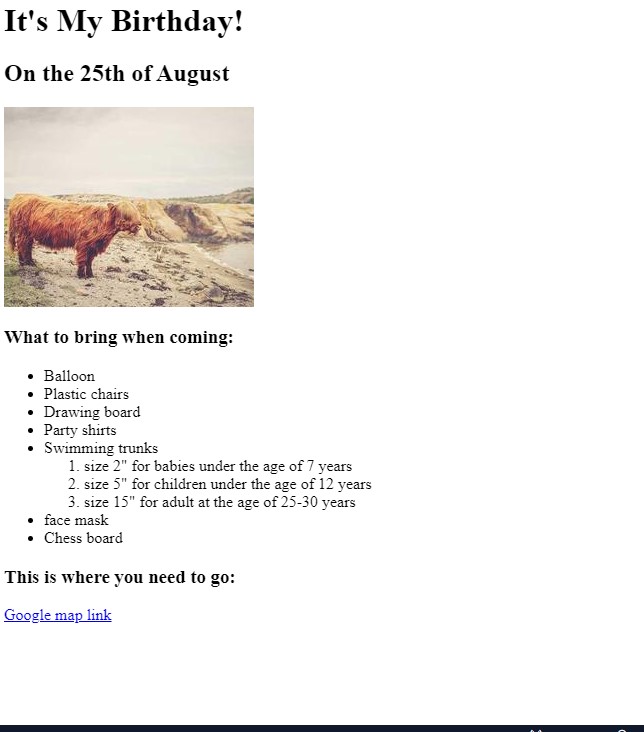 It's My Birthday!
On the 25th of August
What to bring when coming:
• Balloon
• Plastic chairs
• Drawing board
• Party shirts
• Swimming trunks
1. size 2" for babies under the age of 7 years
2. size 5" for children under the age of 12 years
3. size 15" for adult at the age of 25-30 years
• face mask
• Chess board
This is where you need to go:
Google map link